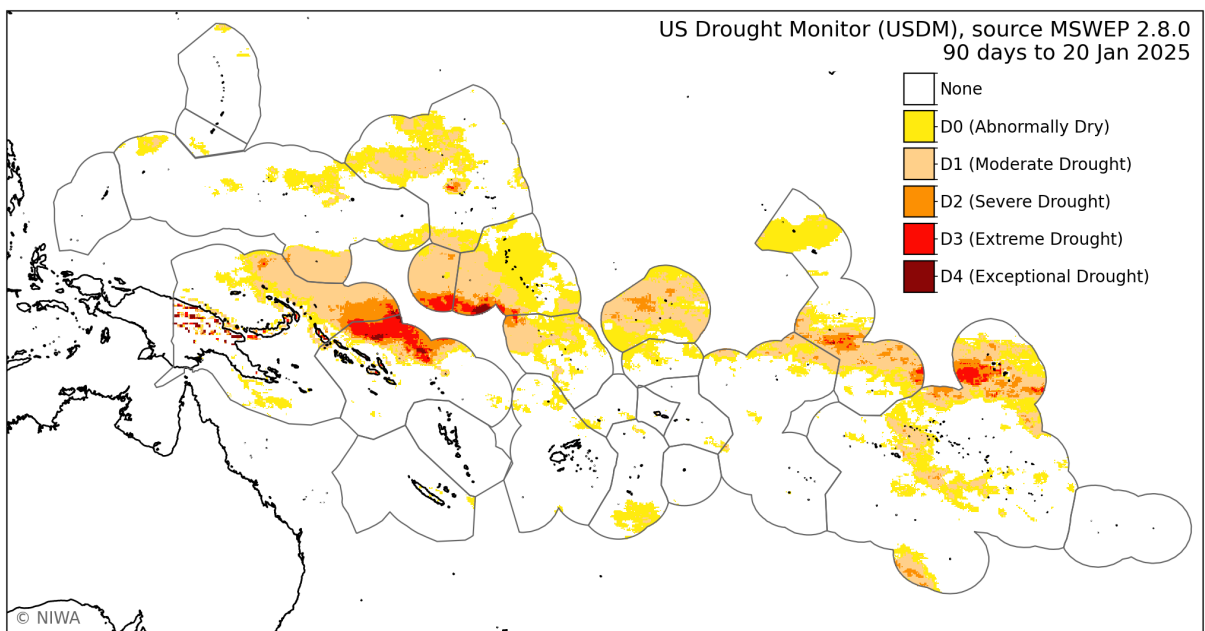 US Drought Monitor (USDM), source MSWEP 2.8.0
90 days to 20 Jan 2025
None
D0 (Abnormally Dry)
D1 (Moderate Drought)
D2 (Severe Drought)
D3 (Extreme Drought)
D4 (Exceptional Drought)
© NIWA